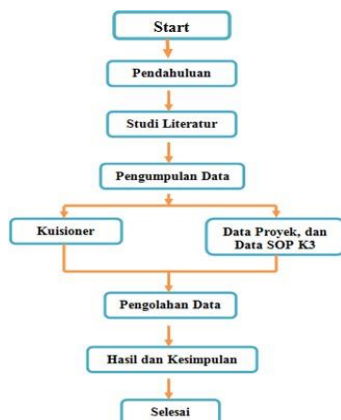 Start
Pendahuluan
Studi Literatur
Pengumpulan Data
Kuisioner
Data Proyek, dan
Data SOP K3
Pengolahan Data
Hasil dan Kesimpulan
Selesai